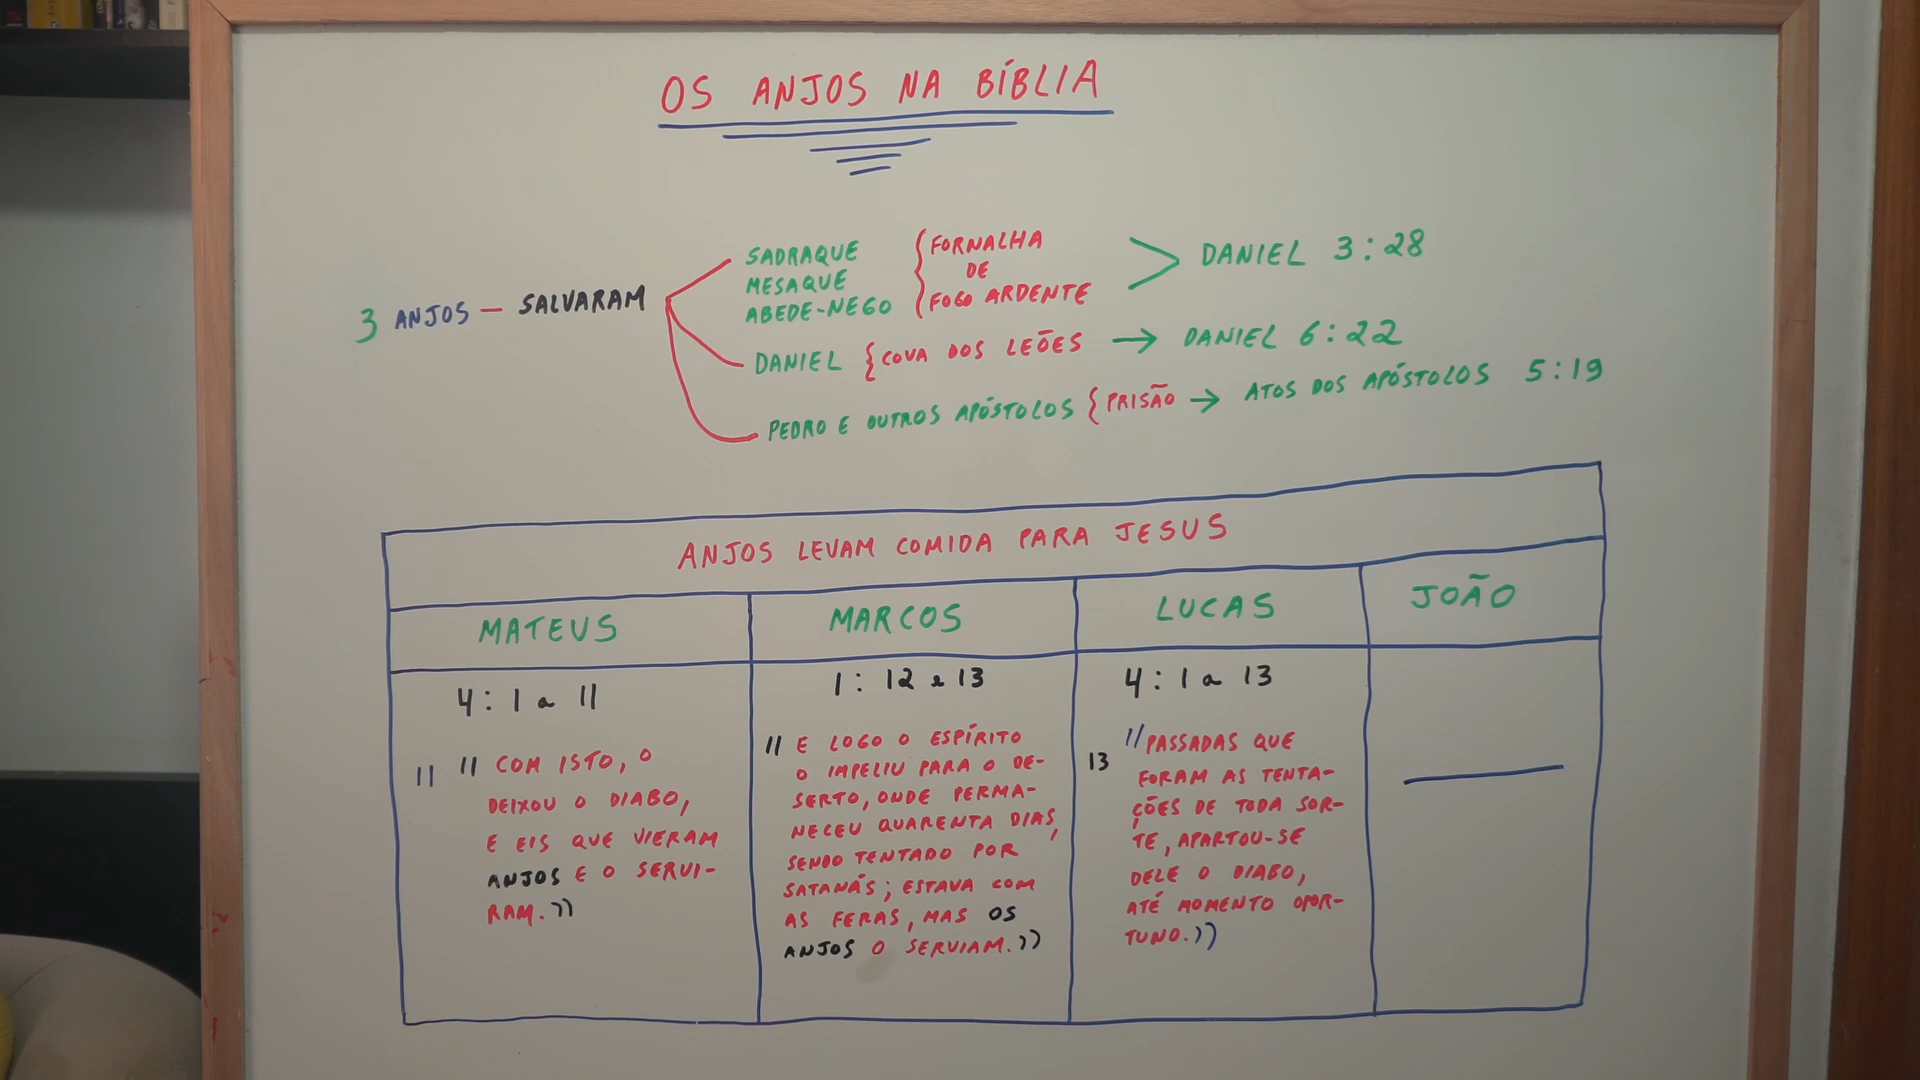 OS ANJOS NA BÍBLIA
3 ANJOS — SALVARAM
SADRAQUE
MESAQUE
ABEDE-NEGO
{ FORNALHA
DE
FOGO ARDENTE
> DANIEL 3:28
DANIEL { COVA DOS LEÕES → DANIEL 6:22
PEDRO E OUTROS APÓSTOLOS { PRISÃO → ATOS DOS APÓSTOLOS 5:19
ANJOS LEVAM COMIDA PARA JESUS
MATEUS
4: 1 a 11
11 " COM ISTO, O
DEIXOU O DIABO,
E EIS QUE VIERAM
ANJOS E O SERVI-
RAM. "
MARCOS
1: 12 e 13
" E LOGO O ESPÍRITO
O IMPELIU PARA O DE-
SERTO, ONDE PERMA-
NECEU QUARENTA DIAS,
SENDO TENTADO POR
SATANÁS; ESTAVA COM
AS FERAS, MAS OS
ANJOS O SERVIAM. "
LUCAS
4: 1 a 13
13 " PASSADAS QUE
FORAM AS TENTA-
ÇÕES DE TODA SOR-
TE, APARTOU-SE
DELE O DIABO,
ATÉ MOMENTO OPOR-
TUNO. "
JOÃO